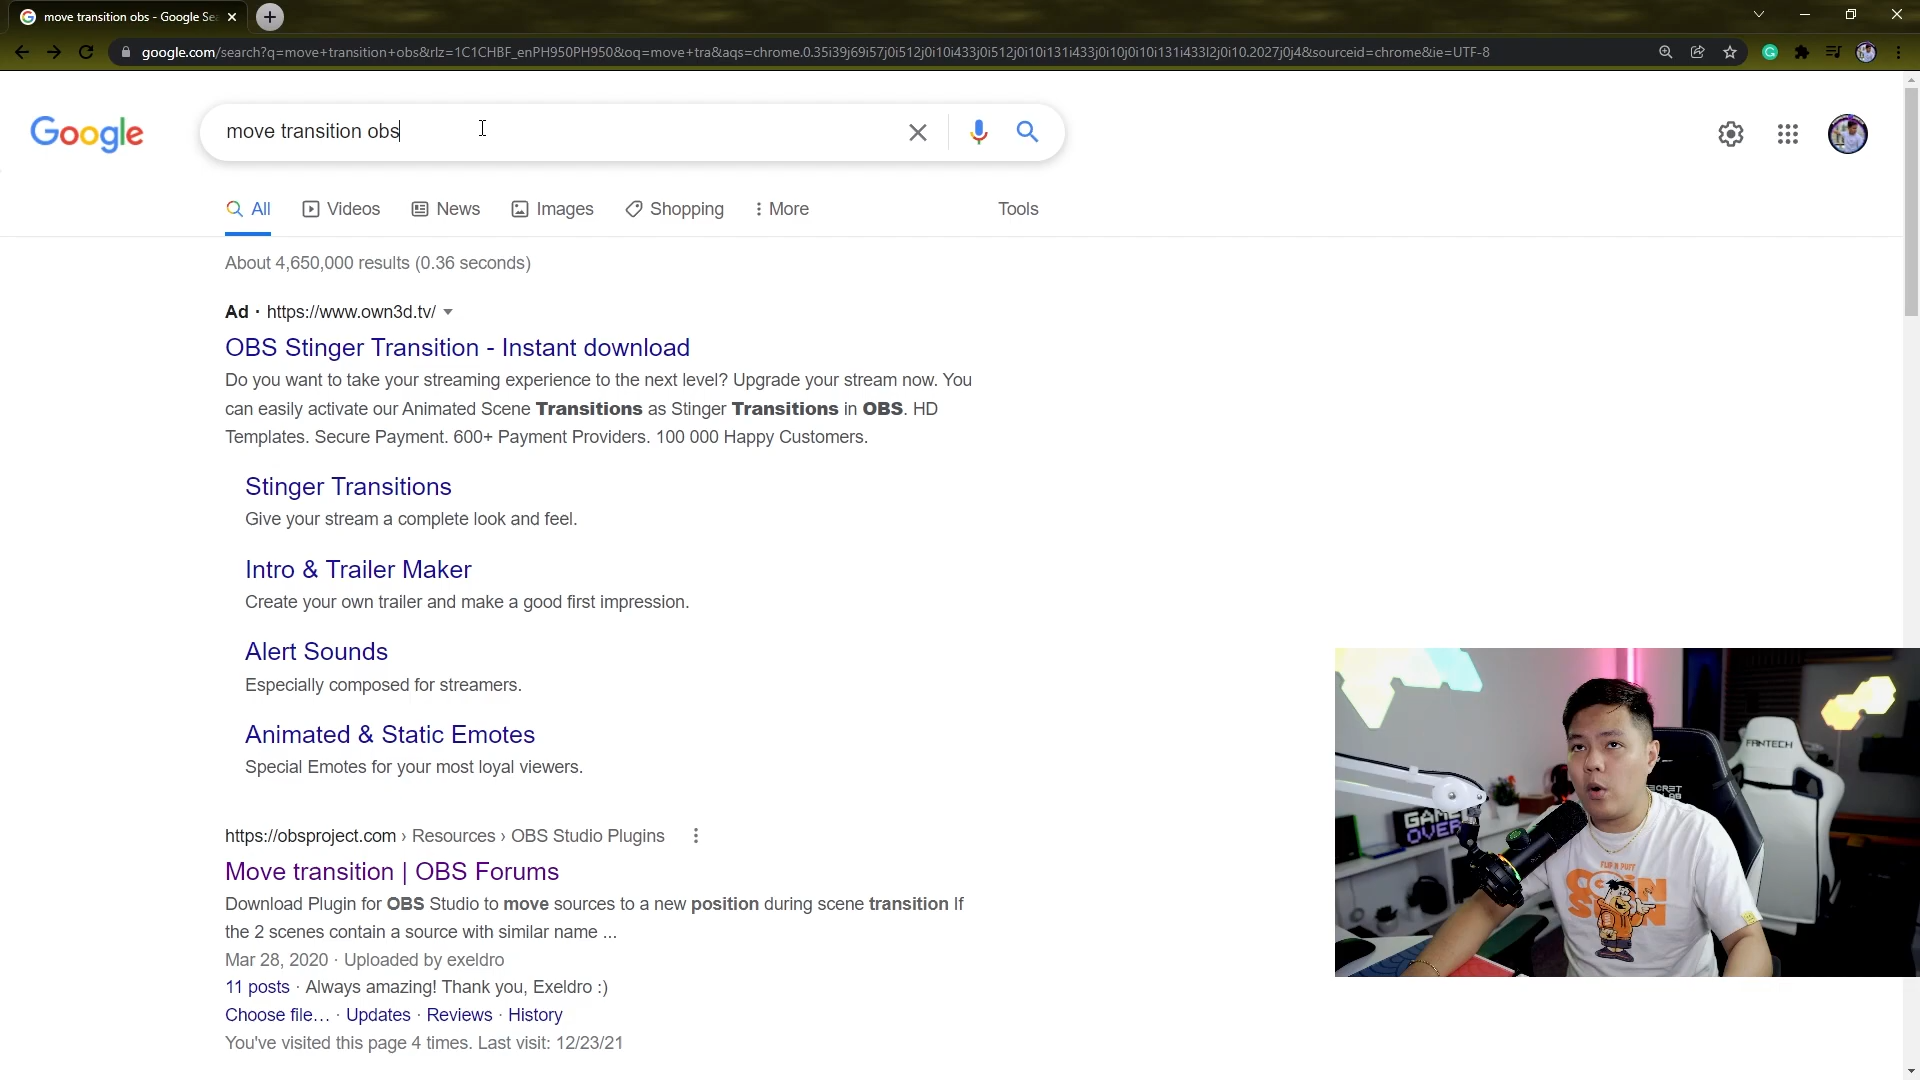 move transition obs - Google Sea
google.com/search?q=move+transition+obs&rlz=1C1CHBF_enPH950PH950&oq=move+tra&aqs=chrome.0.35i39j69i57j0i512j0i10i433j0i512j0i10i131i433j0i10j0i10i131i433l2j0i10.2027j0j4&sourceid=chrome&ie=UTF-8
Google
move transition obs
All
Videos
News
Images
Shopping
More
Tools
About 4,650,000 results (0.36 seconds)
Ad · https://www.own3d.tv/
OBS Stinger Transition - Instant download
Do you want to take your streaming experience to the next level? Upgrade your stream now. You
can easily activate our Animated Scene Transitions as Stinger Transitions in OBS. HD
Templates. Secure Payment. 600+ Payment Providers. 100 000 Happy Customers.
Stinger Transitions
Give your stream a complete look and feel.
Intro & Trailer Maker
Create your own trailer and make a good first impression.
Alert Sounds
Especially composed for streamers.
Animated & Static Emotes
Special Emotes for your most loyal viewers.
https://obsproject.com › Resources › OBS Studio Plugins
Move transition | OBS Forums
Download Plugin for OBS Studio to move sources to a new position during scene transition If
the 2 scenes contain a source with similar name ...
Mar 28, 2020 · Uploaded by exeldro
11 posts · Always amazing! Thank you, Exeldro :)
Choose file... · Updates · Reviews · History
You've visited this page 4 times. Last visit: 12/23/21
FANTECH
GAME
OVER